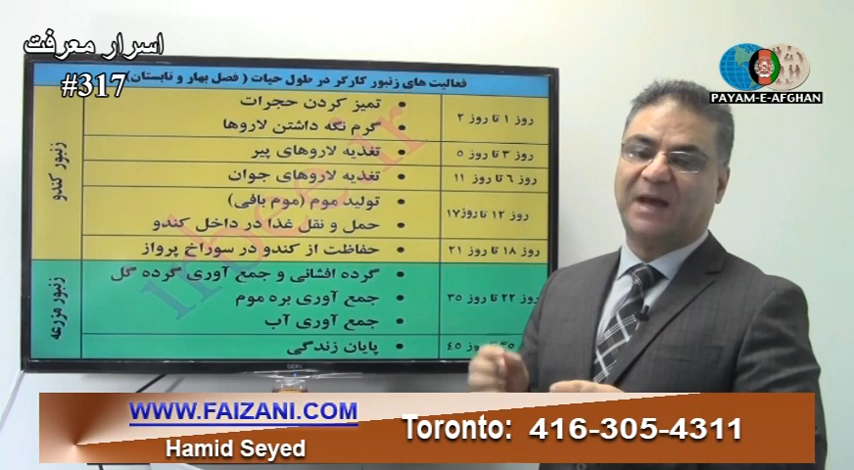 اسرار معرفت
#317
PAYAM-E-AFGHAN
فعالیت های زنبور کارگر در طول حیات ( فصل بهار و تابستان)
زنبور کندو
روز ۱ تا روز ۲
تمیز کردن حجرات
گرم نگه داشتن لاروها
روز ۳ تا روز ۵
تغذیه لاروهای پیر
روز ۶ تا روز ۱۱
تغذیه لاروهای جوان
روز ۱۲ تا روز ۱۷
تولید موم (موم بافی)
حمل و نقل غذا در داخل کندو
روز ۱۸ تا روز ۲۱
حفاظت از کندو در سوراخ پرواز
زنبور مزرعه
روز ۲۲ تا روز ۳۵
گرده افشانی و جمع آوری گرده گل
جمع آوری بره موم
جمع آوری آب
تا روز ۴۵
پایان زندگی
WWW.FAIZANI.COM
Hamid Seyed
Toronto: 416-305-4311